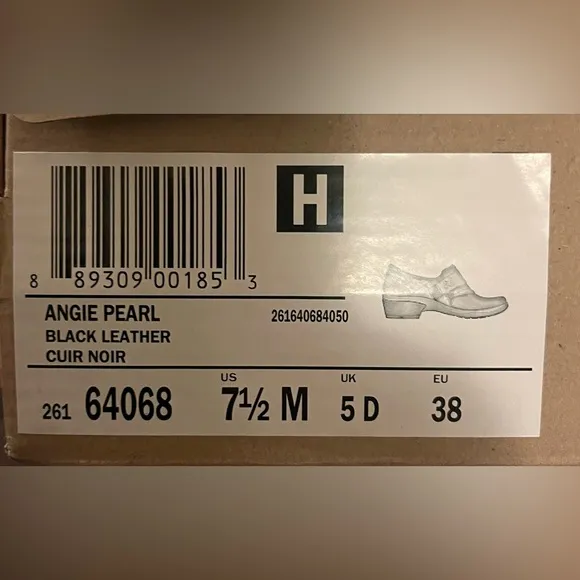 H
8 89309 00185 3
ANGIE PEARL
261640684050
BLACK LEATHER
CUIR NOIR
US UK EU
261 64068 7½ M 5 D 38